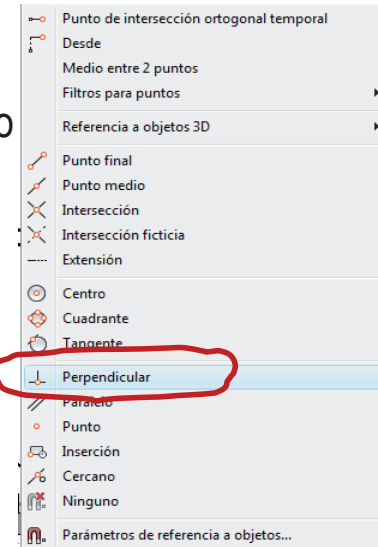 Punto de intersección ortogonal temporal
Desde
Medio entre 2 puntos
Filtros para puntos
Referencia a objetos 3D
Punto final
Punto medio
Intersección
Intersección ficticia
Extensión
Centro
Cuadrante
Tangente
Perpendicular
Paralelo
Punto
Inserción
Cercano
Ninguno
Parámetros de referencia a objetos...